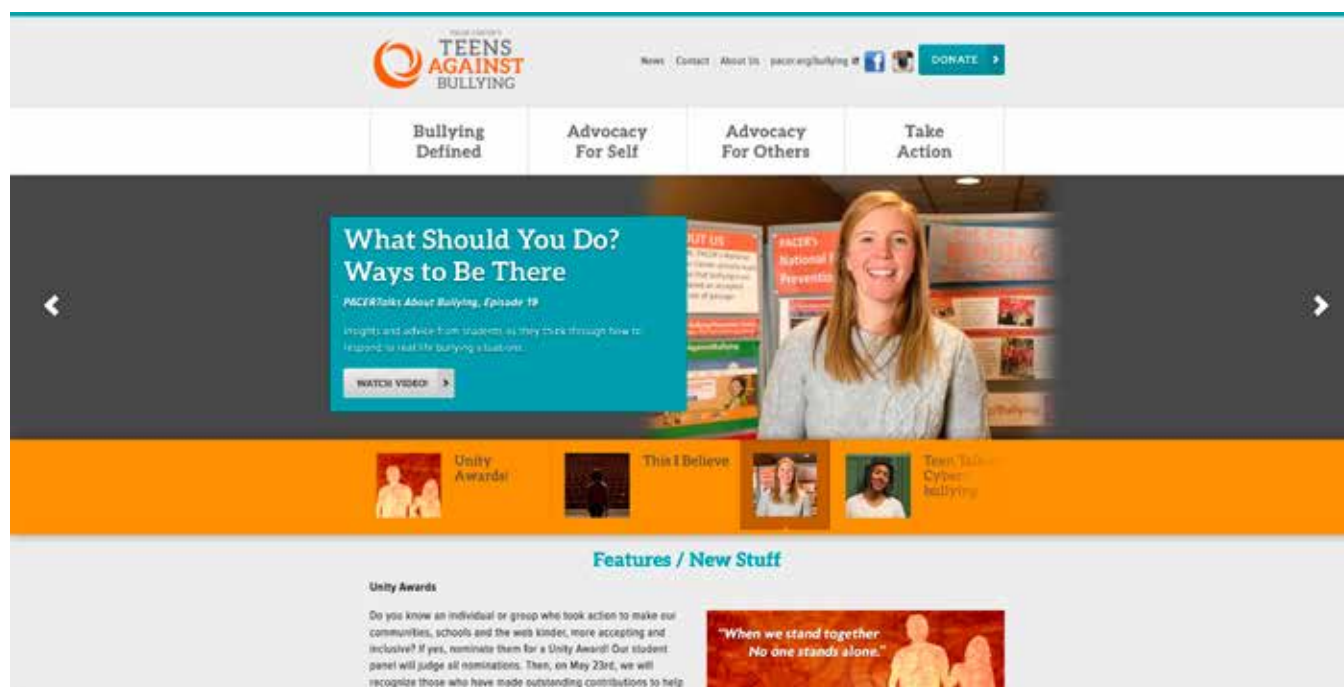 PACER CENTER'S
TEENS
AGAINST
BULLYING
News Contact About Us pacer.org/bullying
DONATE
Bullying
Defined
Advocacy
For Self
Advocacy
For Others
Take
Action
What Should You Do?
Ways to Be There
PACERTalks About Bullying, Episode 19
Insights and advice from students as they think through how to
respond to real life bullying situations.
WATCH VIDEO!
OUT US
PACER's
National
Preventio
Unity
Awards!
This I Believe
Teen
Cyber
bullying
Features / New Stuff
Unity Awards
Do you know an individual or group who took action to make our
communities, schools and the web kinder, more accepting and
inclusive? If yes, nominate them for a Unity Award! Our student
panel will judge all nominations. Then, on May 23rd, we will
recognize those who have made outstanding contributions to help
"When we stand together
No one stands alone."